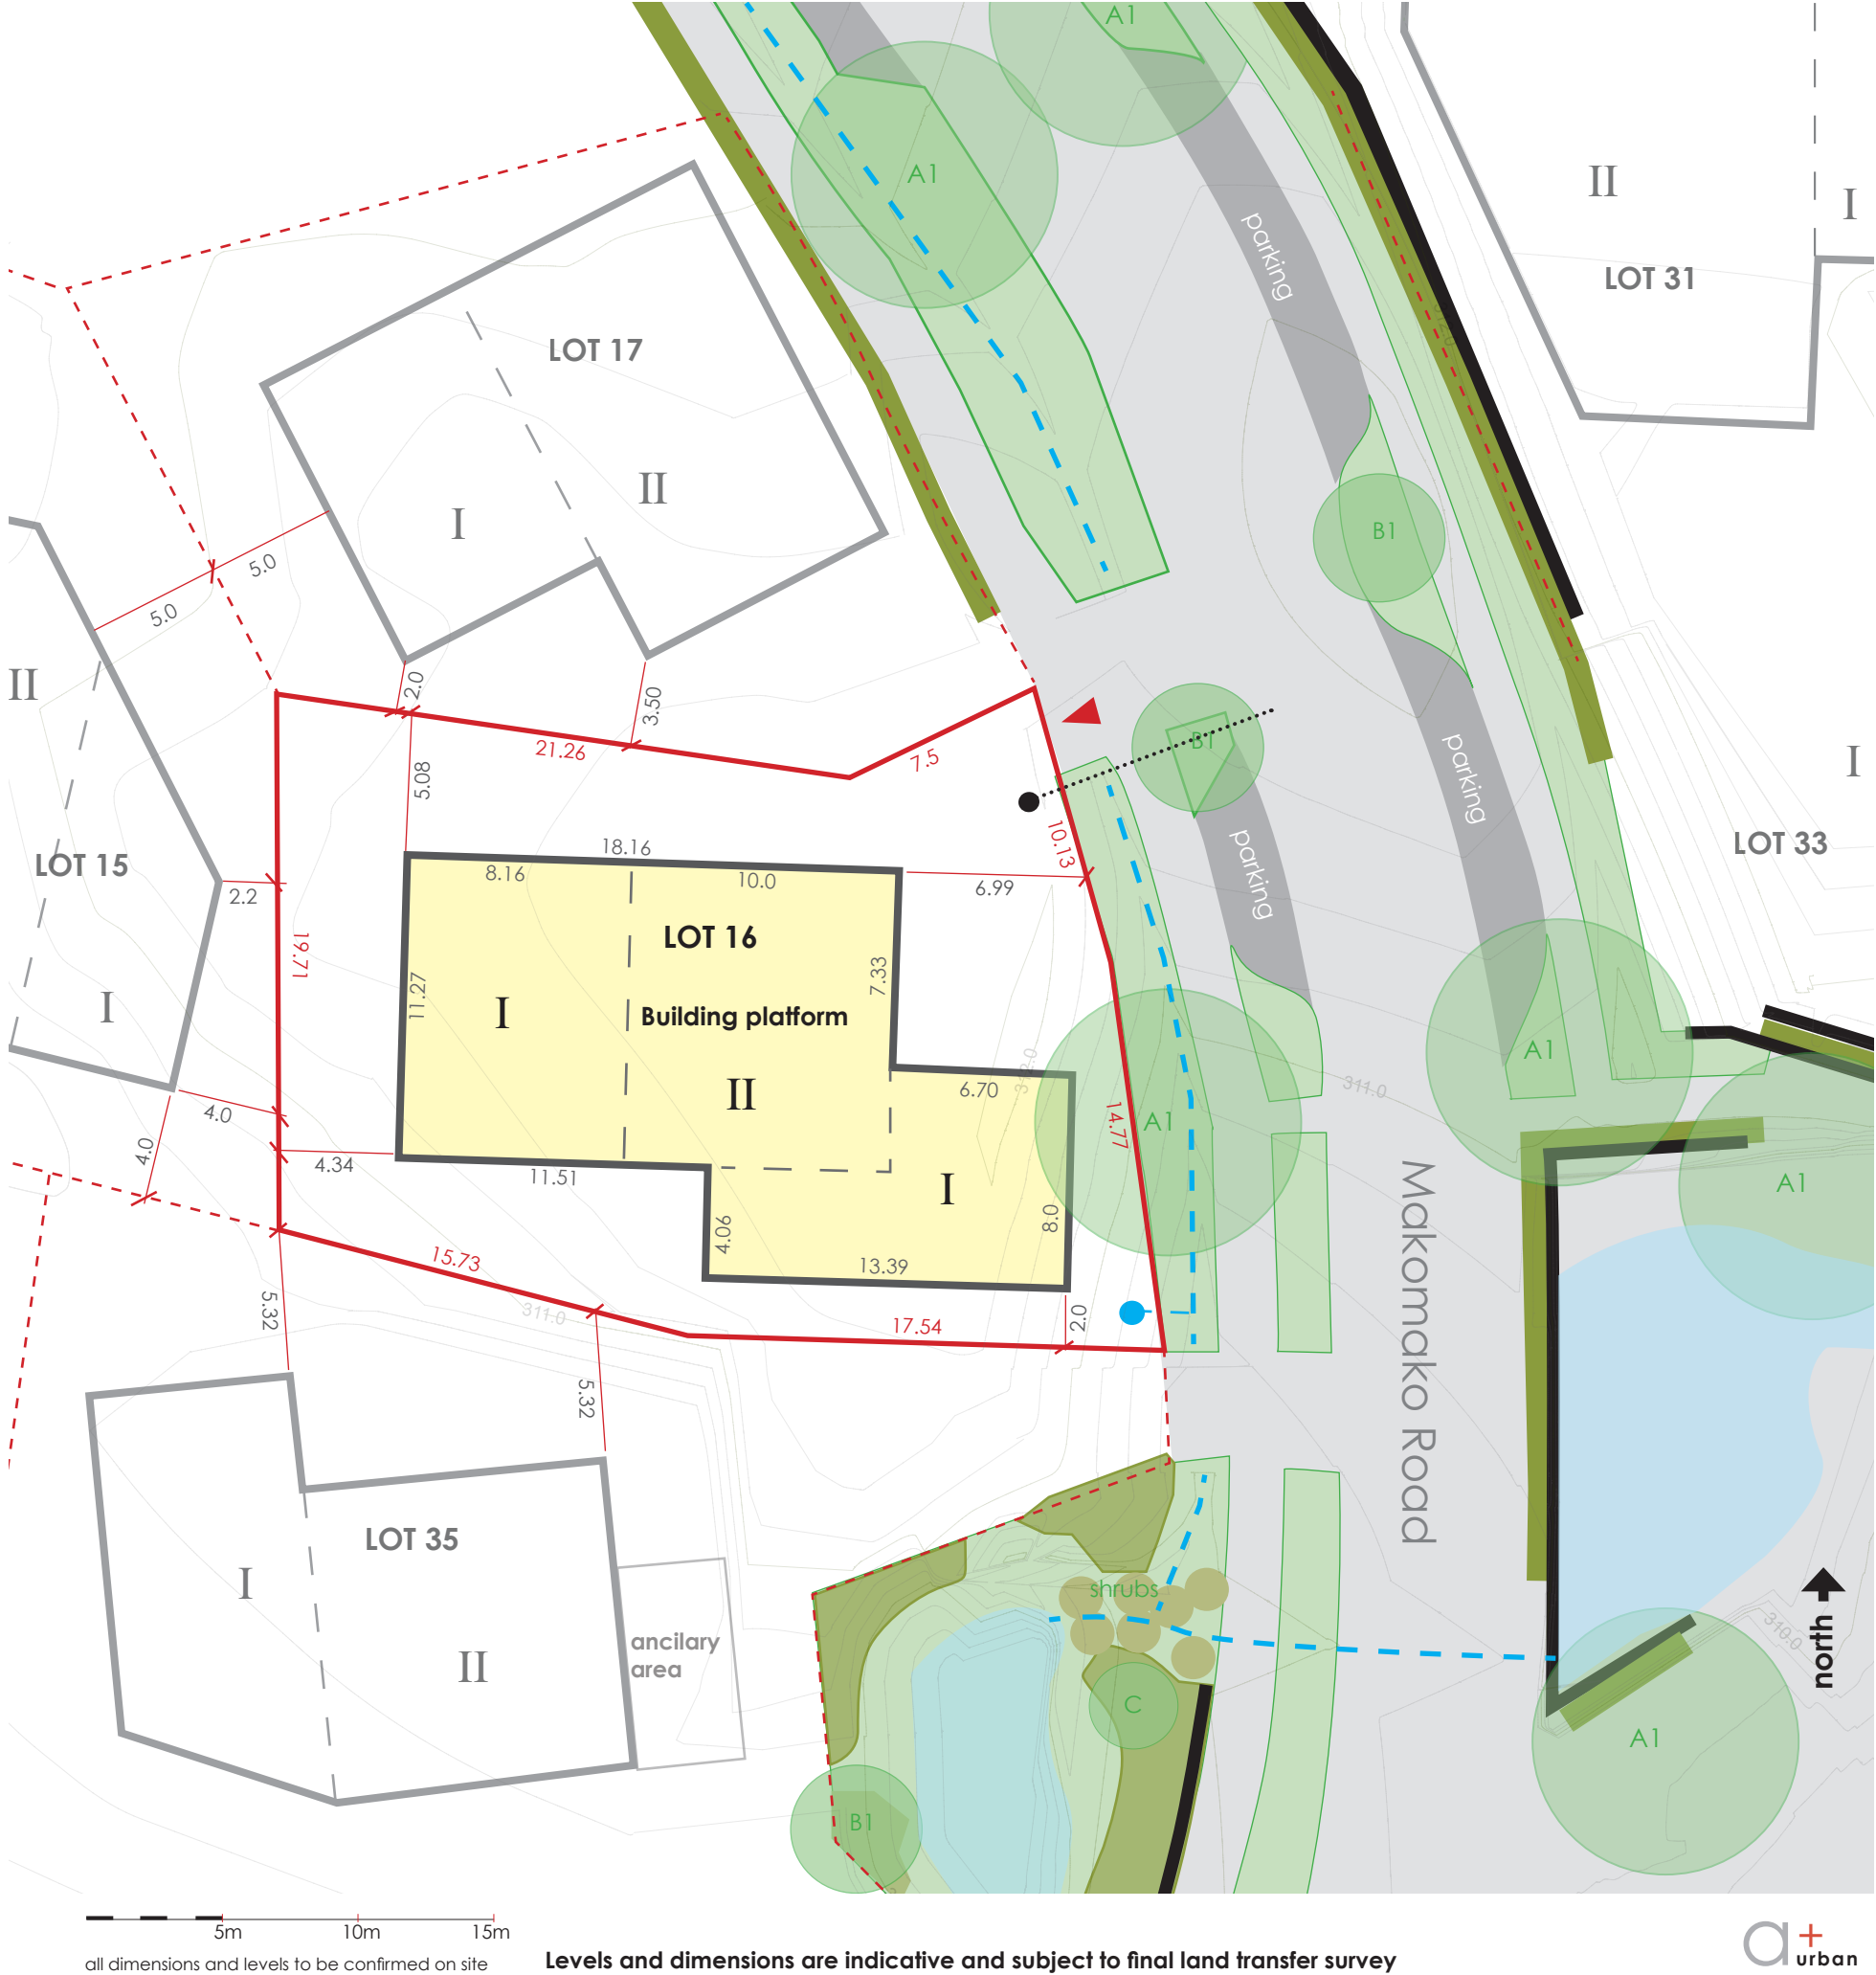 A1
II
I
A1
parking
LOT 31
312.0
LOT 17
I
II
B1
5.0
5.0
II
2.0
3.50
B1
21.26
7.5
5.08
parking
10.13
LOT 33
I
18.16
LOT 15
8.16
10.0
6.99
parking
2.2
LOT 16
19.71
7.33
11.27
I
I
Building platform
A1
312.0
311.0
6.70
II
4.0
14.77
A1
4.0
4.34
11.51
I
A1
8.0
4.06
15.73
13.39
5.32
311.0
17.54
2.0
Makomako Road
5.32
LOT 35
I
shrubs
310.0
north
ancilary
area
II
C
A1
B1
5m
10m
15m
all dimensions and levels to be confirmed on site
Levels and dimensions are indicative and subject to final land transfer survey
a+
urban